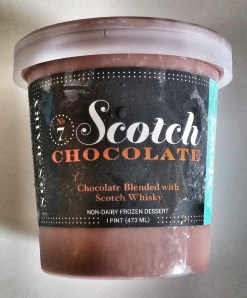 No
7
Scotch
CHOCOLATE
Chocolate Blended with
Scotch Whisky
NON-DAIRY FROZEN DESSERT
1 PINT (473 ML)